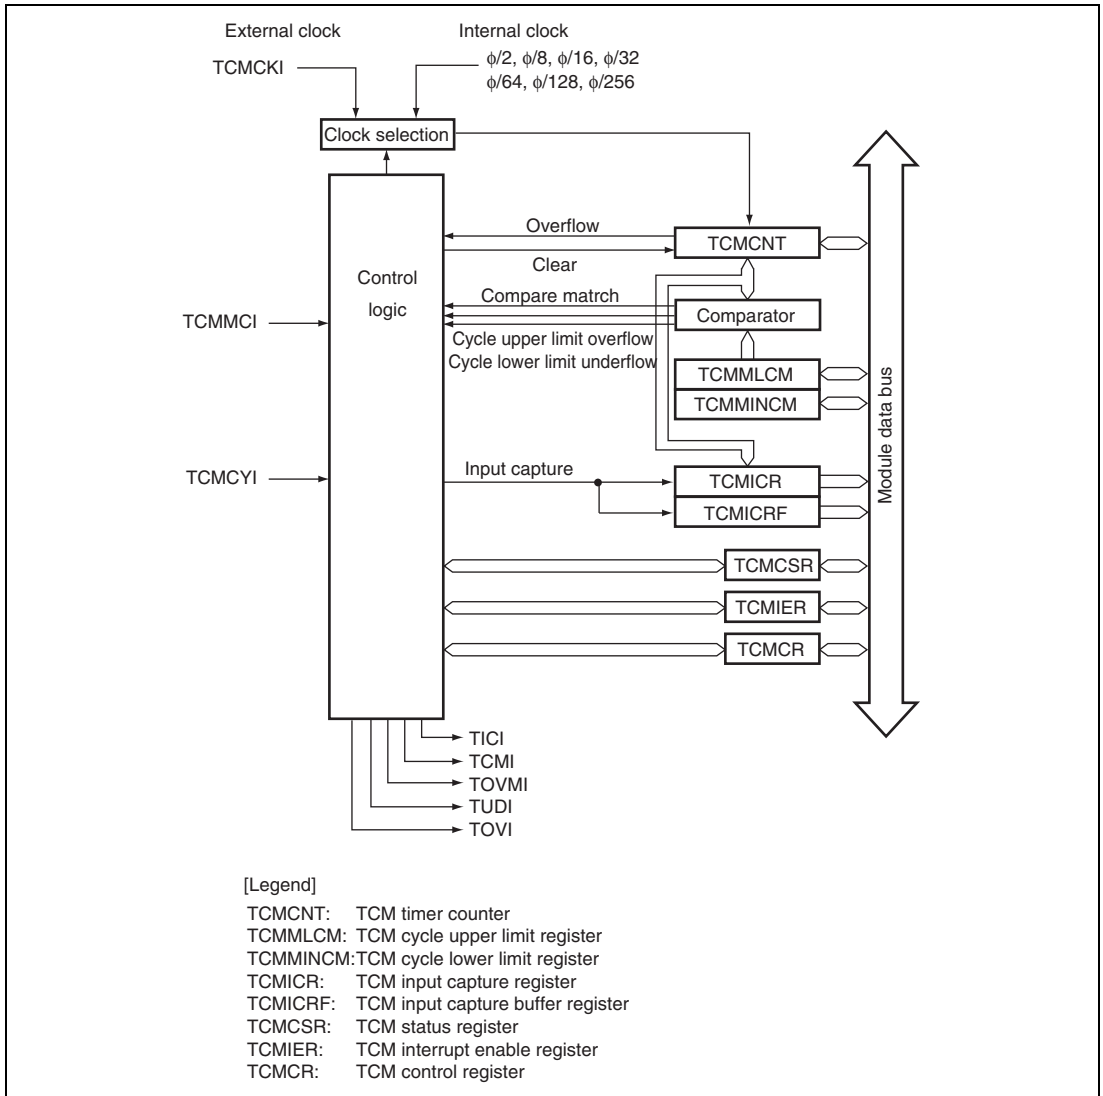 External clock
Internal clock
TCMCKI
ϕ/2, ϕ/8, ϕ/16, ϕ/32
ϕ/64, ϕ/128, ϕ/256
Clock selection
Overflow
TCMCNT
Clear
Control
logic
Compare matrch
Comparator
TCMMCI
Cycle upper limit overflow
Cycle lower limit underflow
TCMMLCM
TCMMINCM
Module data bus
TCMCYI
Input capture
TCMICR
TCMICRF
TCMCSR
TCMIER
TCMCR
TICI
TCMI
TOVMI
TUDI
TOVI
[Legend]
TCMCNT: TCM timer counter
TCMMLCM: TCM cycle upper limit register
TCMMINCM:TCM cycle lower limit register
TCMICR: TCM input capture register
TCMICRF: TCM input capture buffer register
TCMCSR: TCM status register
TCMIER: TCM interrupt enable register
TCMCR: TCM control register